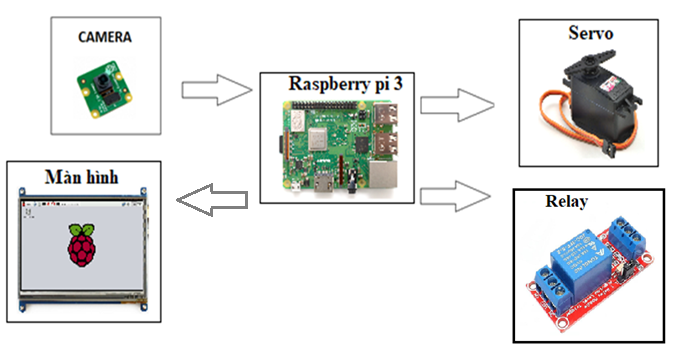 CAMERA
Raspberry pi 3
Servo
Màn hình
Relay